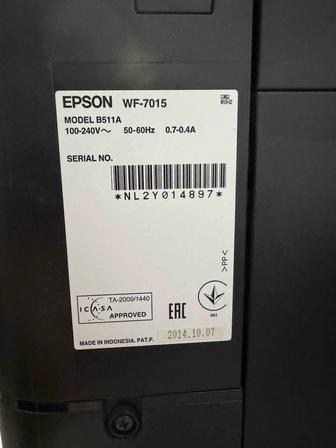 EPSON WF-7015
MODEL B511A
100-240V～ 50-60Hz 0.7-0.4A
SERIAL NO.
*NL2Y014897*
>PP<
TA-2009/1440
ICASA
APPROVED
EAC
001
MADE IN INDONESIA. PAT.P.
2014.10.07